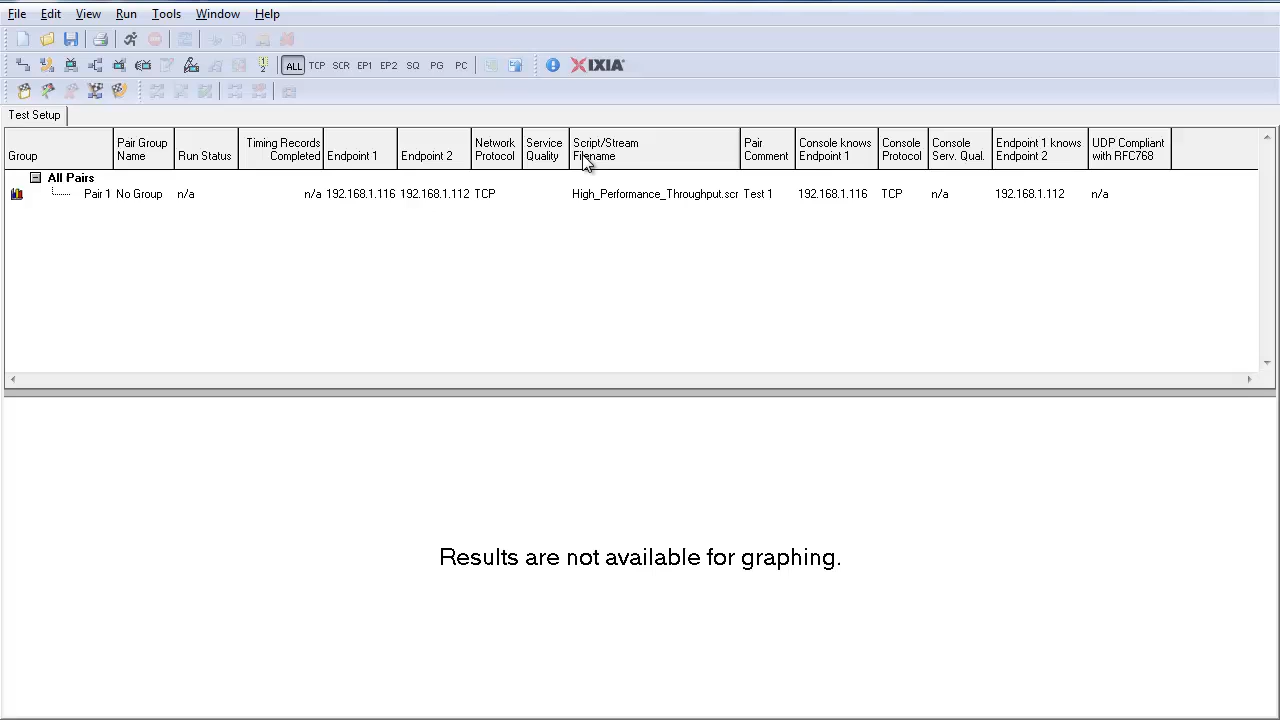 File Edit View Run Tools Window Help
ALL TCP SCR EP1 EP2 SQ PG PC IXIA
Test Setup
Group Pair Group Name Run Status Timing Records Completed Endpoint 1 Endpoint 2 Network Protocol Service Quality Script/Stream Filename Pair Comment Console knows Endpoint 1 Console Protocol Console Serv. Qual. Endpoint 1 knows Endpoint 2 UDP Compliant with RFC768
All Pairs
Pair 1 No Group n/a n/a 192.168.1.116 192.168.1.112 TCP High_Performance_Throughput.scr Test 1 192.168.1.116 TCP n/a 192.168.1.112 n/a
Results are not available for graphing.